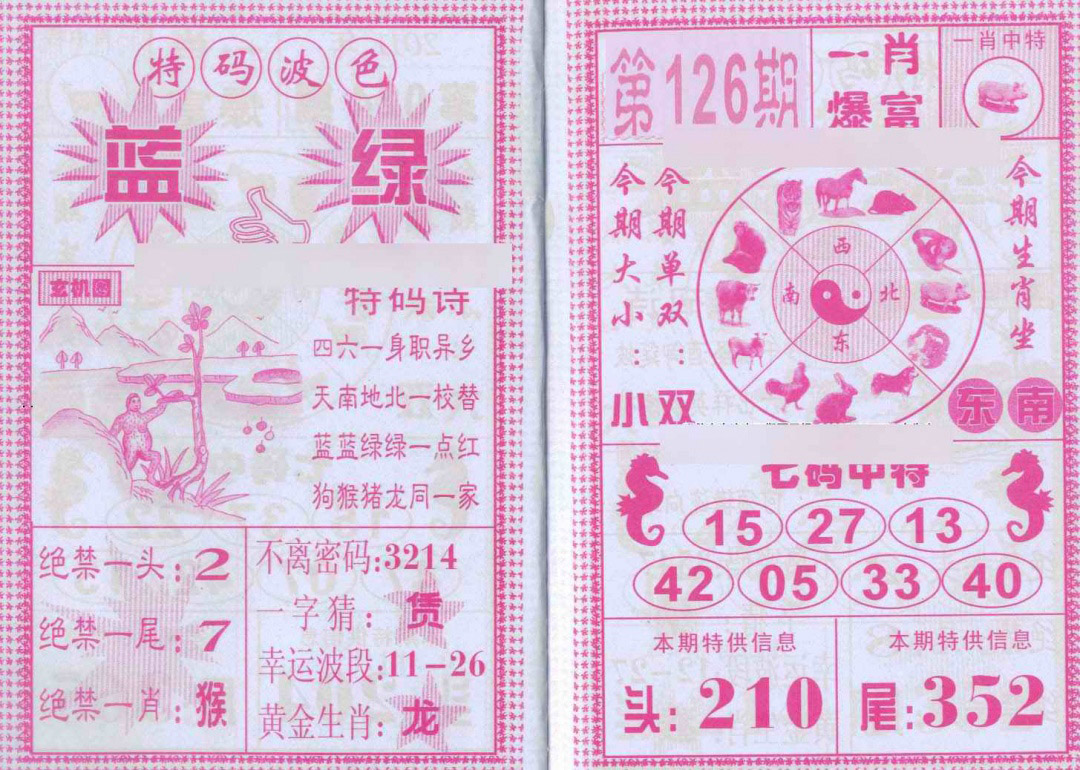 特码波色
蓝 绿
玄机图
特码诗
四六一身职异乡
天南地北一校替
蓝蓝绿绿一点红
狗猴猪龙同一家
绝禁一头:2
绝禁一尾:7
绝禁一肖:猴
不离密码:3214
一字猜:赁
幸运波段:11-26
黄金生肖:龙
第126期
一肖
爆富
一肖中特
今期大小:小
今期单双:双
西
南 北
东
今期生肖坐
东南
七码中特
15 27 13
42 05 33 40
本期特供信息
头:210
本期特供信息
尾:352